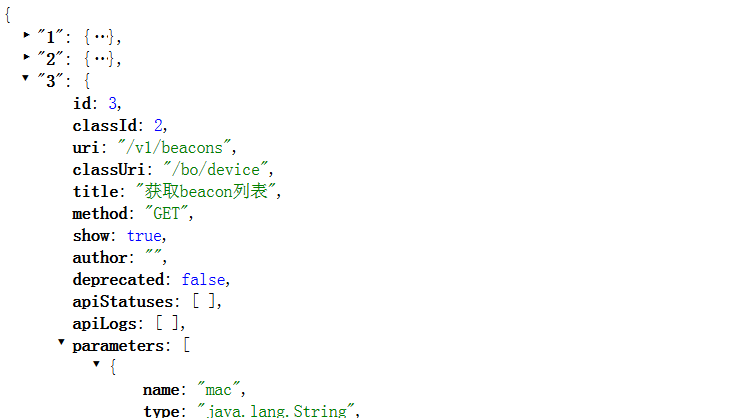 {
"1": {…},
"2": {…},
"3": {
id: 3,
classId: 2,
uri: "/v1/beacons",
classUri: "/bo/device",
title: "获取beacon列表",
method: "GET",
show: true,
author: "",
deprecated: false,
apiStatuses: [ ],
apiLogs: [ ],
parameters: [
{
name: "mac",
type: "java.lang.String",